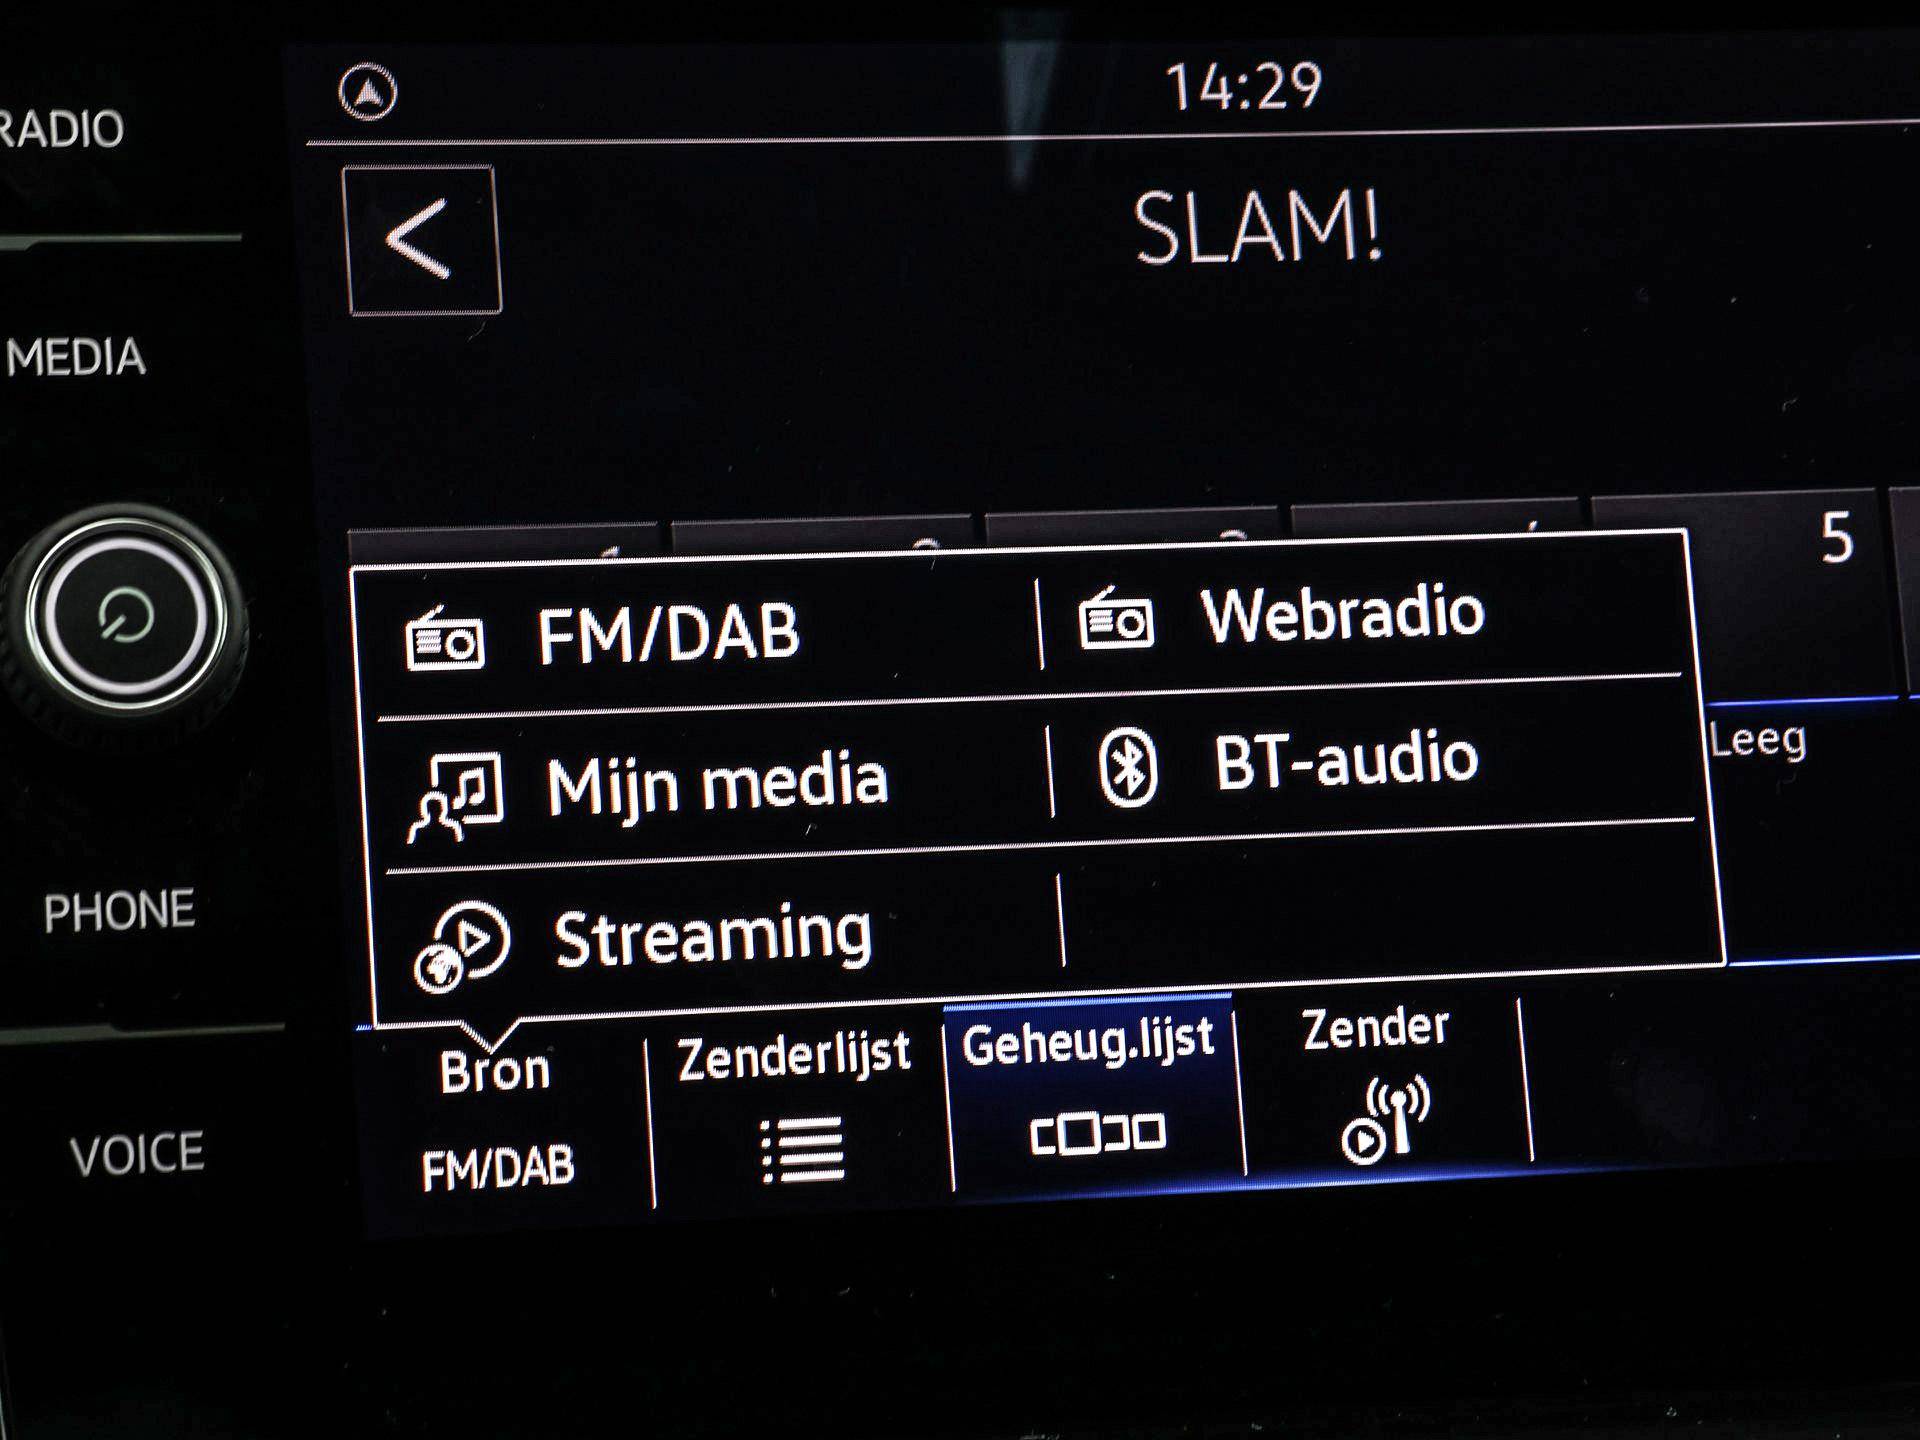 14:29
RADIO
SLAM!
MEDIA
5
FM/DAB
Webradio
Leeg
Mijn media
BT-audio
PHONE
Streaming
Bron
Zenderlijst
Geheug.lijst
Zender
VOICE
FM/DAB